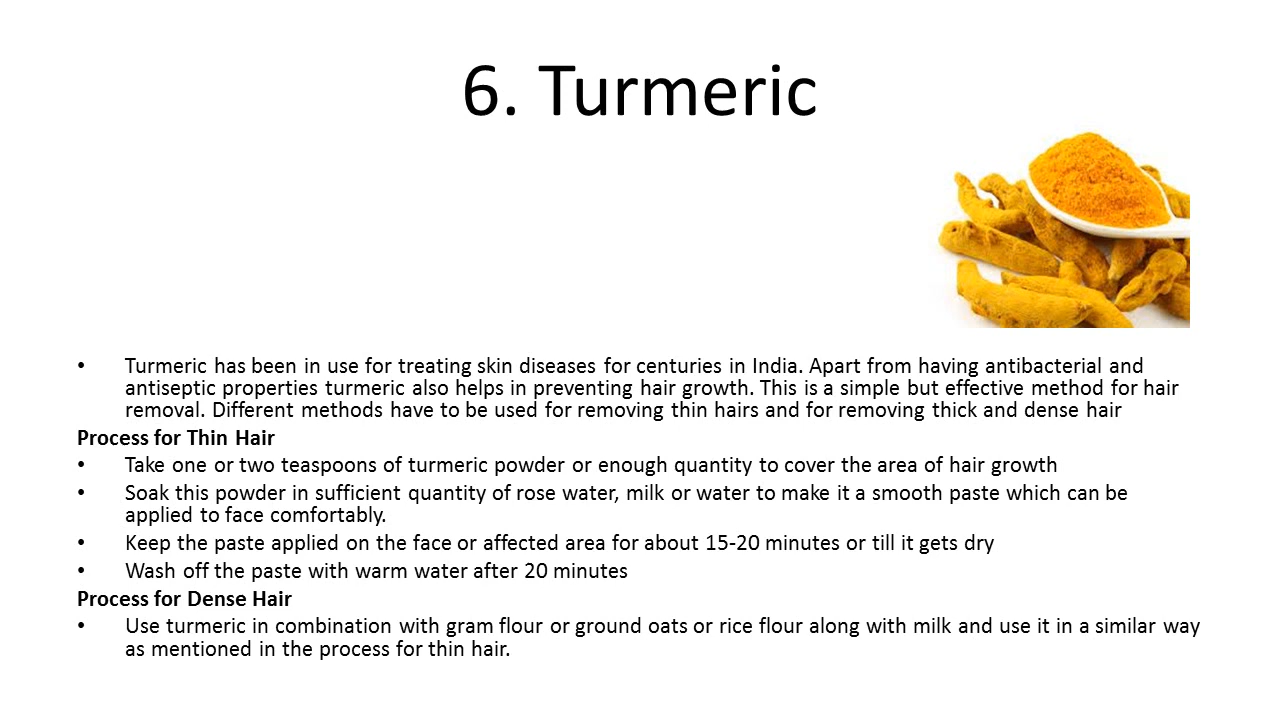 6. Turmeric
• Turmeric has been in use for treating skin diseases for centuries in India. Apart from having antibacterial and
antiseptic properties turmeric also helps in preventing hair growth. This is a simple but effective method for hair
removal. Different methods have to be used for removing thin hairs and for removing thick and dense hair
Process for Thin Hair
• Take one or two teaspoons of turmeric powder or enough quantity to cover the area of hair growth
• Soak this powder in sufficient quantity of rose water, milk or water to make it a smooth paste which can be
applied to face comfortably.
• Keep the paste applied on the face or affected area for about 15-20 minutes or till it gets dry
• Wash off the paste with warm water after 20 minutes
Process for Dense Hair
• Use turmeric in combination with gram flour or ground oats or rice flour along with milk and use it in a similar way
as mentioned in the process for thin hair.